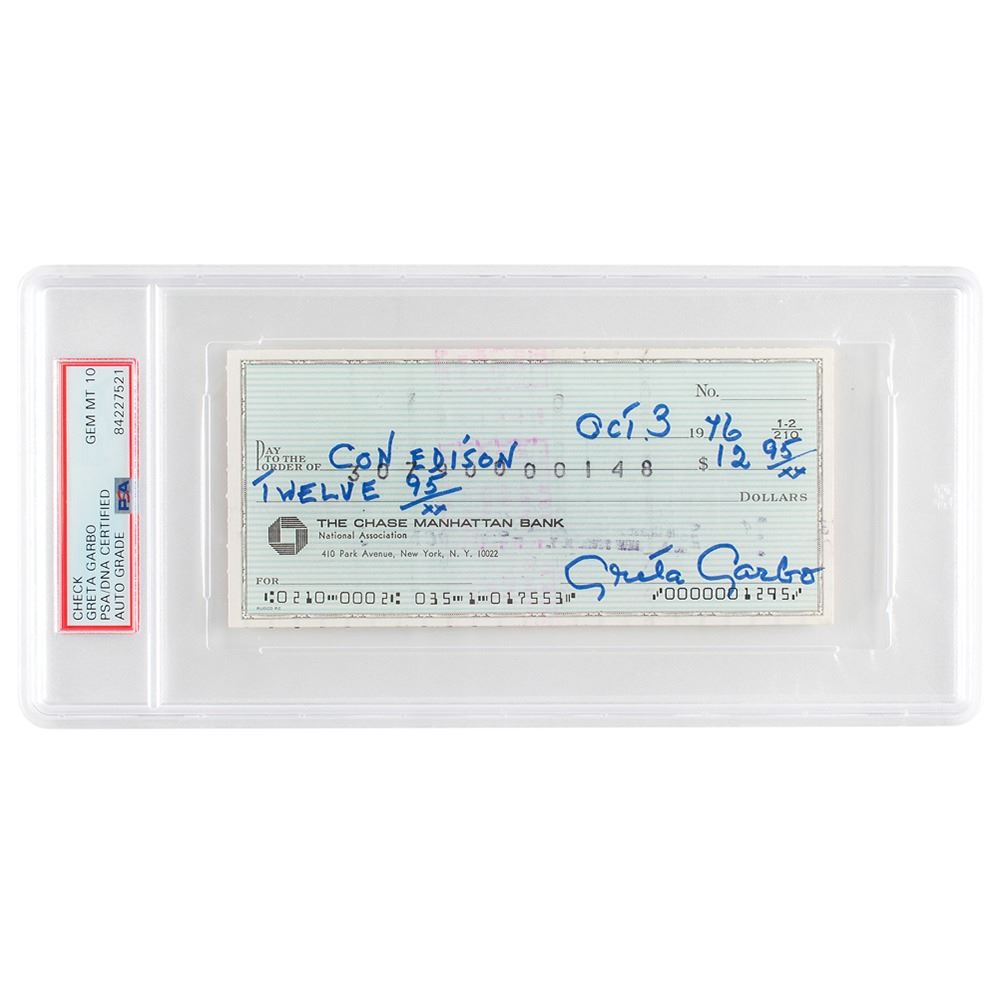 CHECK
GRETA GARBO
PSA/DNA CERTIFIED
AUTO GRADE
GEM MT 10
84227521
PSA
No.
OCT. 3 1976
1-2
210
PAY
TO THE
ORDER OF CON EDISON $ 12 95/xx
30790000148
TWELVE 95/xx DOLLARS
THE CHASE MANHATTAN BANK
National Association
410 Park Avenue, New York, N. Y. 10022
Greta Garbo
FOR
⑆0210⑉0002⑆ 035⑈1⑈017553⑈ ⑇0000001295⑇